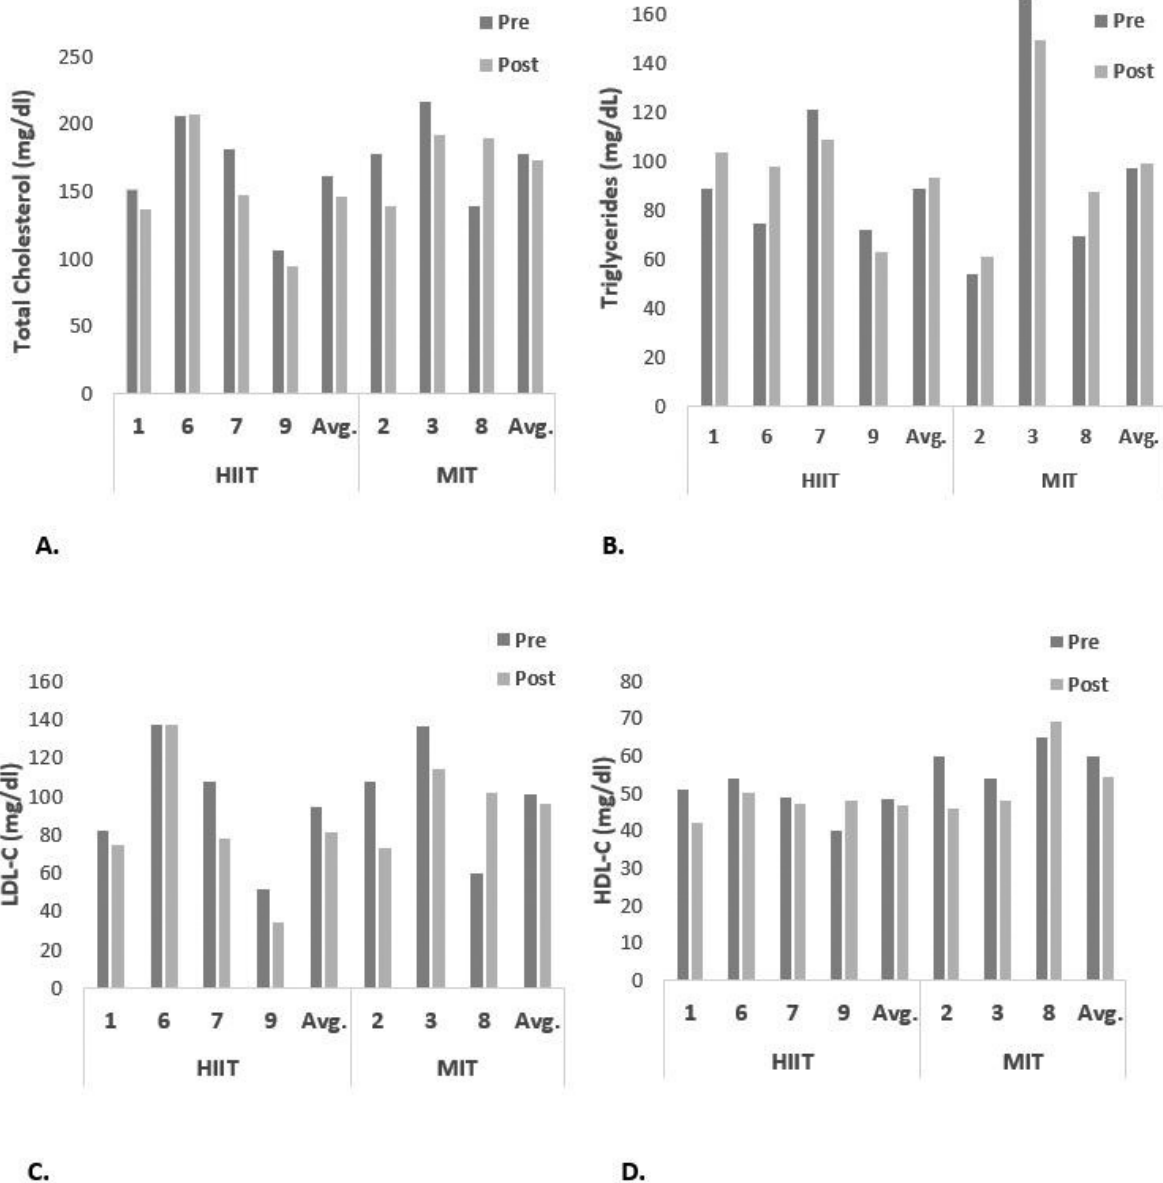 Pre
Post
250
200
150
100
50
0
Total Cholesterol (mg/dl)
1 6 7 9 Avg. 2 3 8 Avg.
HIIT MIT
A.
Pre
Post
160
140
120
100
80
60
40
20
0
Triglycerides (mg/dL)
1 6 7 9 Avg. 2 3 8 Avg.
HIIT MIT
B.
Pre
Post
160
140
120
100
80
60
40
20
0
LDL-C (mg/dl)
1 6 7 9 Avg. 2 3 8 Avg.
HIIT MIT
C.
Pre
Post
80
70
60
50
40
30
20
10
0
HDL-C (mg/dl)
1 6 7 9 Avg. 2 3 8 Avg.
HIIT MIT
D.